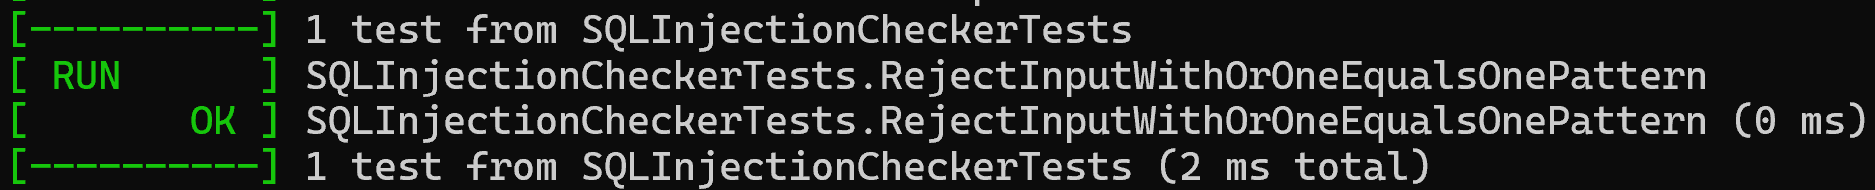 [----------] 1 test from SQLInjectionCheckerTests
[ RUN      ] SQLInjectionCheckerTests.RejectInputWithOrOneEqualsOnePattern
[       OK ] SQLInjectionCheckerTests.RejectInputWithOrOneEqualsOnePattern (0 ms)
[----------] 1 test from SQLInjectionCheckerTests (2 ms total)